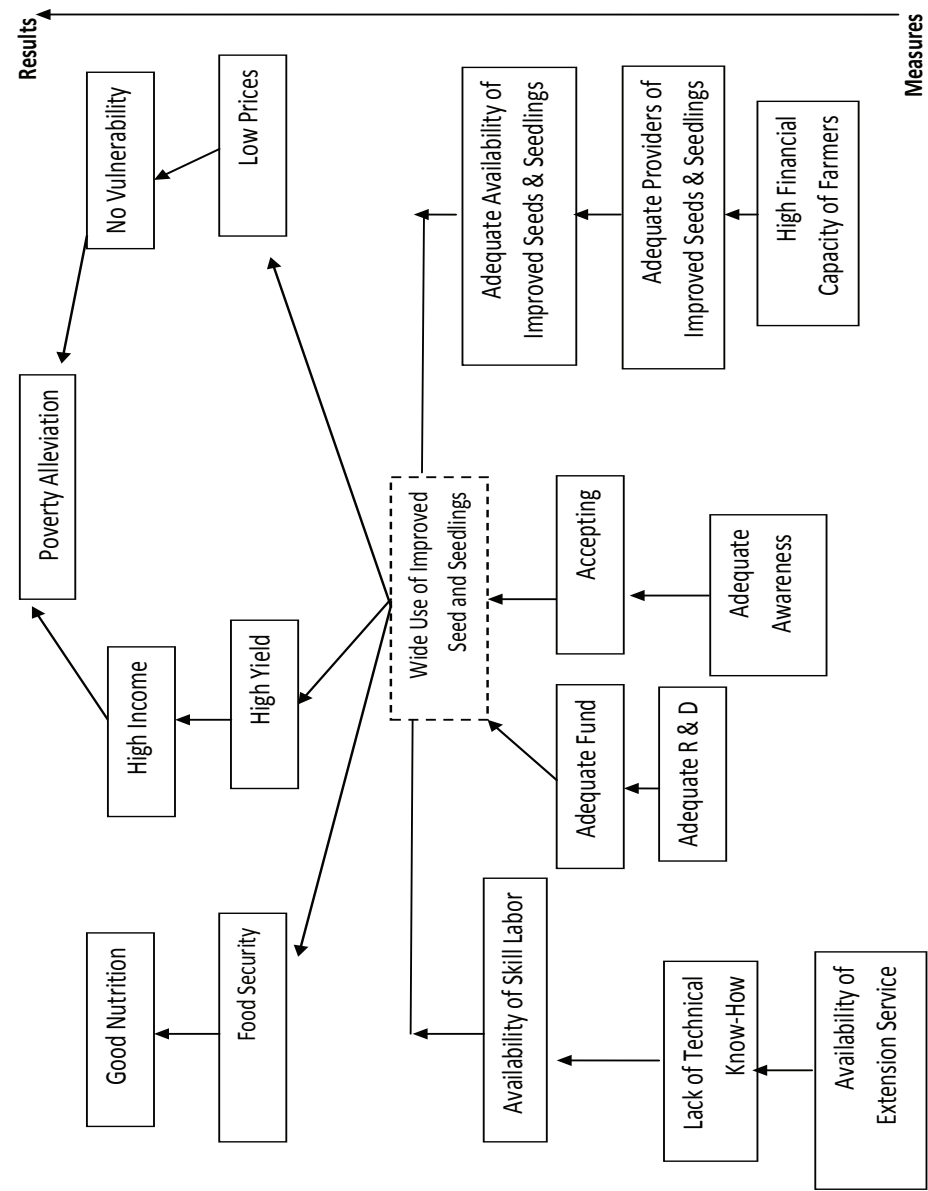 Results
Poverty Alleviation
Good Nutrition
High Income
No Vulnerability
Food Security
High Yield
Low Prices
Wide Use of Improved
Seed and Seedlings
Availability of Skill Labor
Adequate Fund
Accepting
Adequate Availability of
Improved Seeds & Seedlings
Lack of Technical
Know-How
Adequate R & D
Adequate
Awareness
Adequate Providers of
Improved Seeds & Seedlings
Availability of
Extension Service
High Financial
Capacity of Farmers
Measures